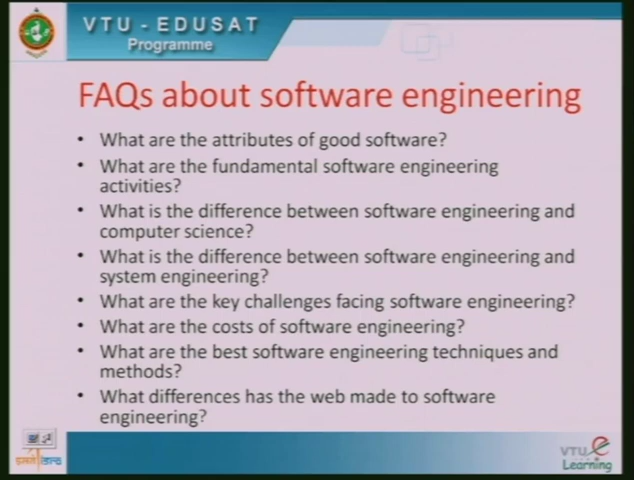 VTU - EDUSAT
Programme
FAQs about software engineering
• What are the attributes of good software?
• What are the fundamental software engineering
activities?
• What is the difference between software engineering and
computer science?
• What is the difference between software engineering and
system engineering?
• What are the key challenges facing software engineering?
• What are the costs of software engineering?
• What are the best software engineering techniques and
methods?
• What differences has the web made to software
engineering?
VTU e
Learning